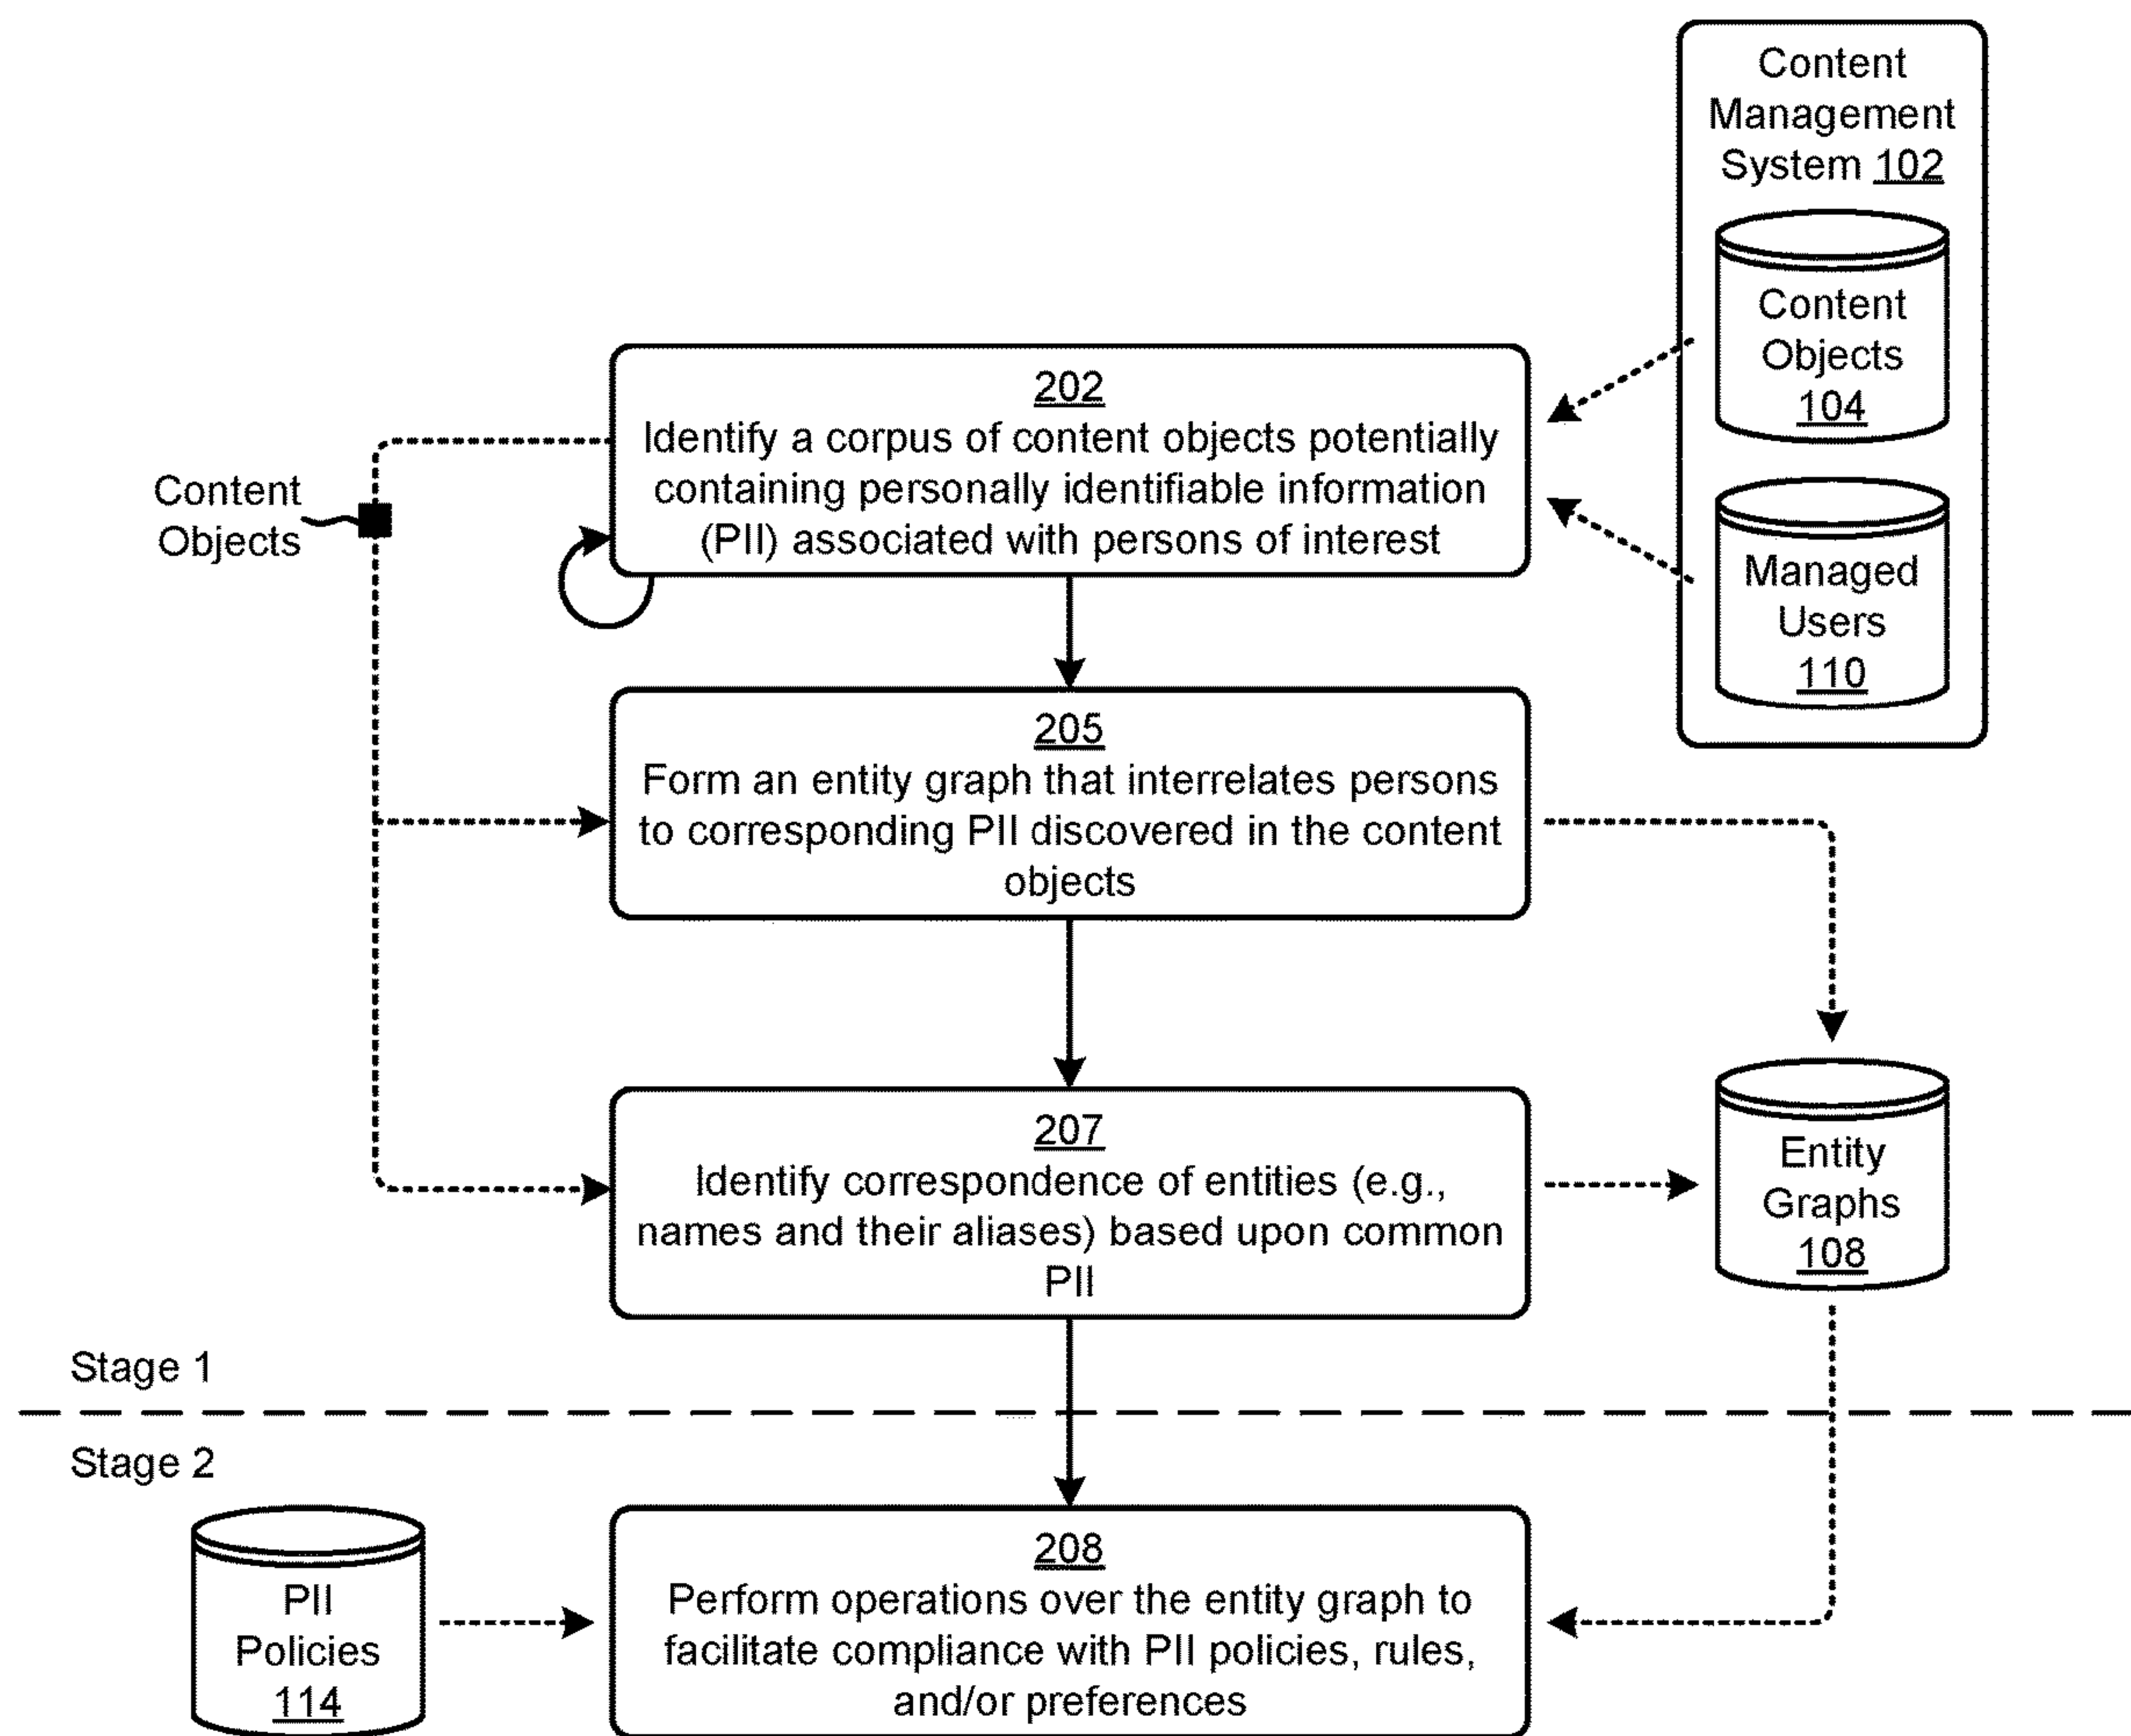 Content
Management
System 102
Content
Objects
104
Managed
Users
110
202
Identify a corpus of content objects potentially
containing personally identifiable information
(PII) associated with persons of interest
Content
Objects
205
Form an entity graph that interrelates persons
to corresponding PII discovered in the content
objects
207
Identify correspondence of entities (e.g.,
names and their aliases) based upon common
PII
Entity
Graphs
108
Stage 1
Stage 2
PII
Policies
114
208
Perform operations over the entity graph to
facilitate compliance with PII policies, rules,
and/or preferences